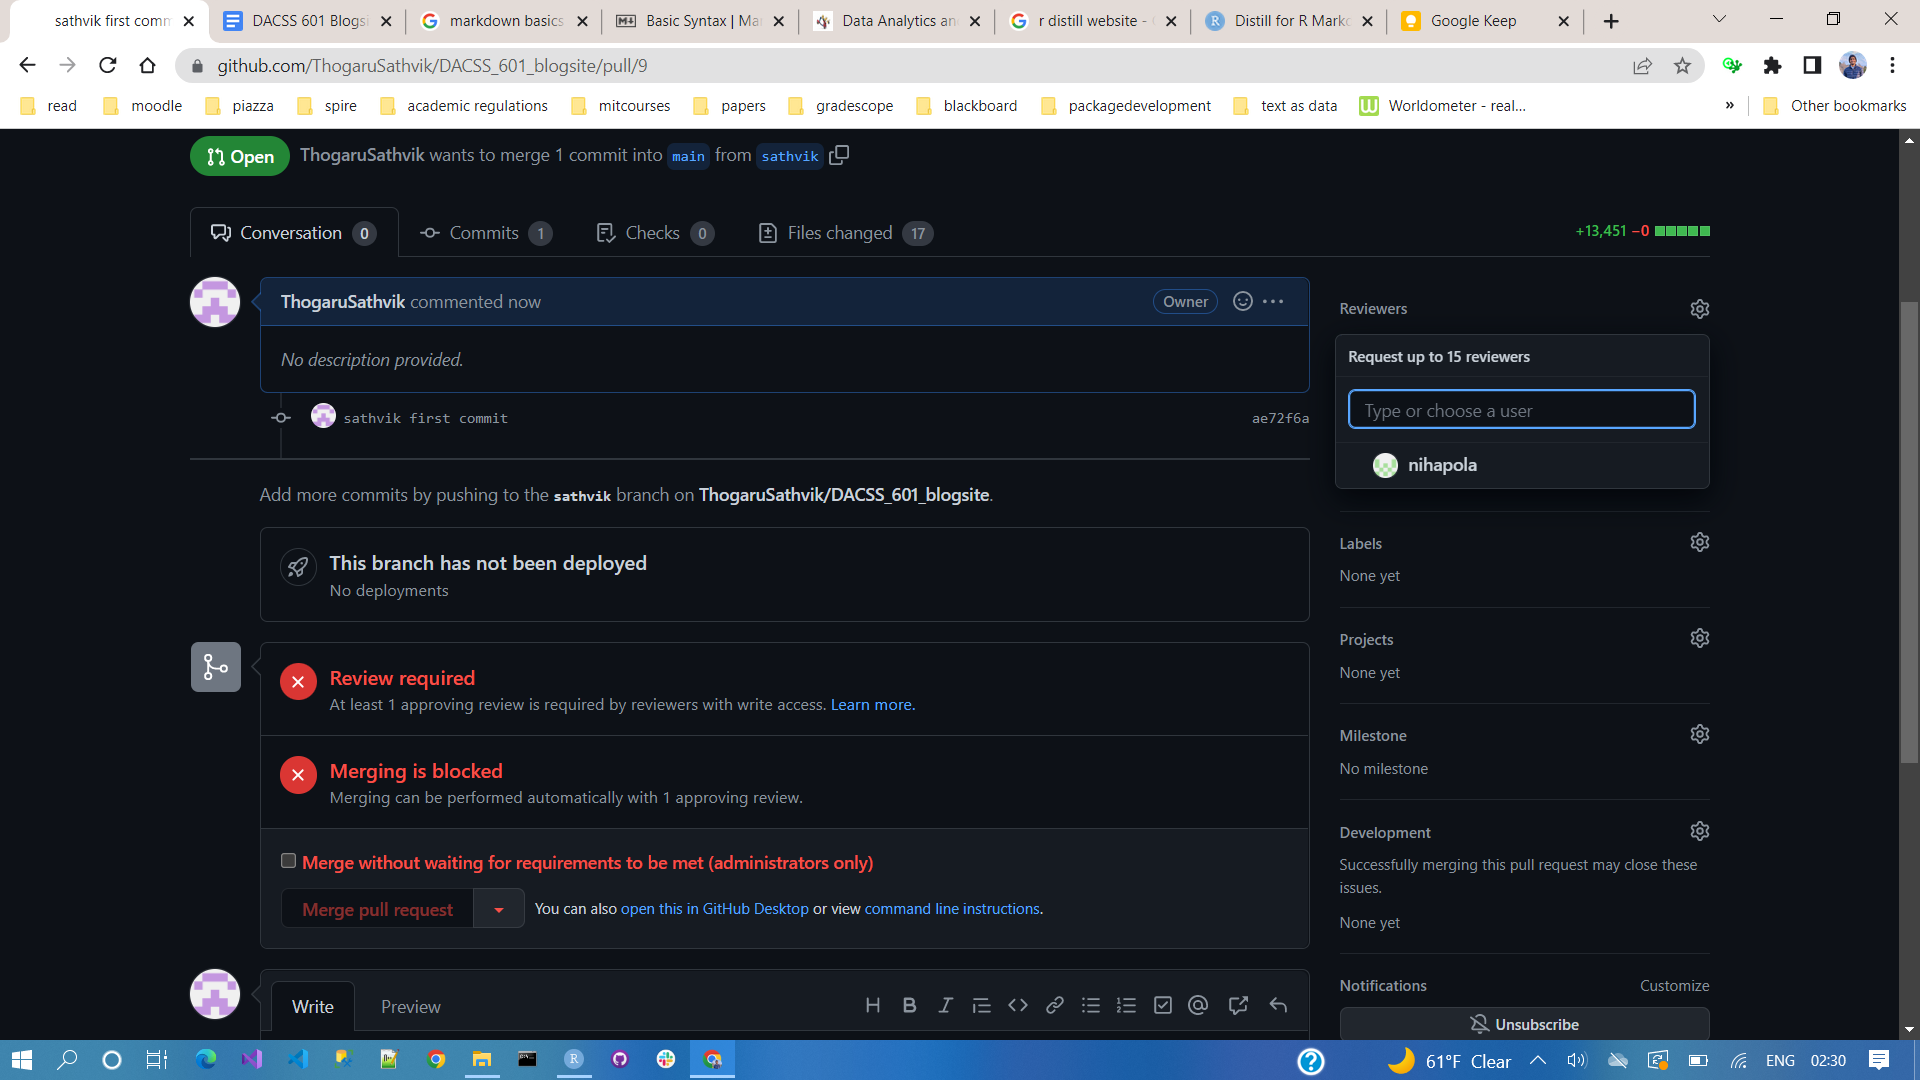 sathvik first comm
DACSS 601 Blogsi
markdown basics
Basic Syntax | Ma
Data Analytics an
r distill website -
Distill for R Markd
Google Keep
github.com/ThogaruSathvik/DACSS_601_blogsite/pull/9
read
moodle
piazza
spire
academic regulations
mitcourses
papers
gradescope
blackboard
packagedevelopment
text as data
Worldometer - real...
»
Other bookmarks
Open
ThogaruSathvik wants to merge 1 commit into main from sathvik
Conversation 0
Commits 1
Checks 0
Files changed 17
+13,451 −0
ThogaruSathvik commented now
Owner
No description provided.
sathvik first commit
ae72f6a
Reviewers
Request up to 15 reviewers
Type or choose a user
nihapola
Add more commits by pushing to the sathvik branch on ThogaruSathvik/DACSS_601_blogsite.
This branch has not been deployed
No deployments
Review required
At least 1 approving review is required by reviewers with write access. Learn more.
Merging is blocked
Merging can be performed automatically with 1 approving review.
Merge without waiting for requirements to be met (administrators only)
Merge pull request
You can also open this in GitHub Desktop or view command line instructions.
Labels
None yet
Projects
None yet
Milestone
No milestone
Development
Successfully merging this pull request may close these
issues.
None yet
Notifications
Customize
Unsubscribe
Write
Preview
61°F Clear
ENG
02:30